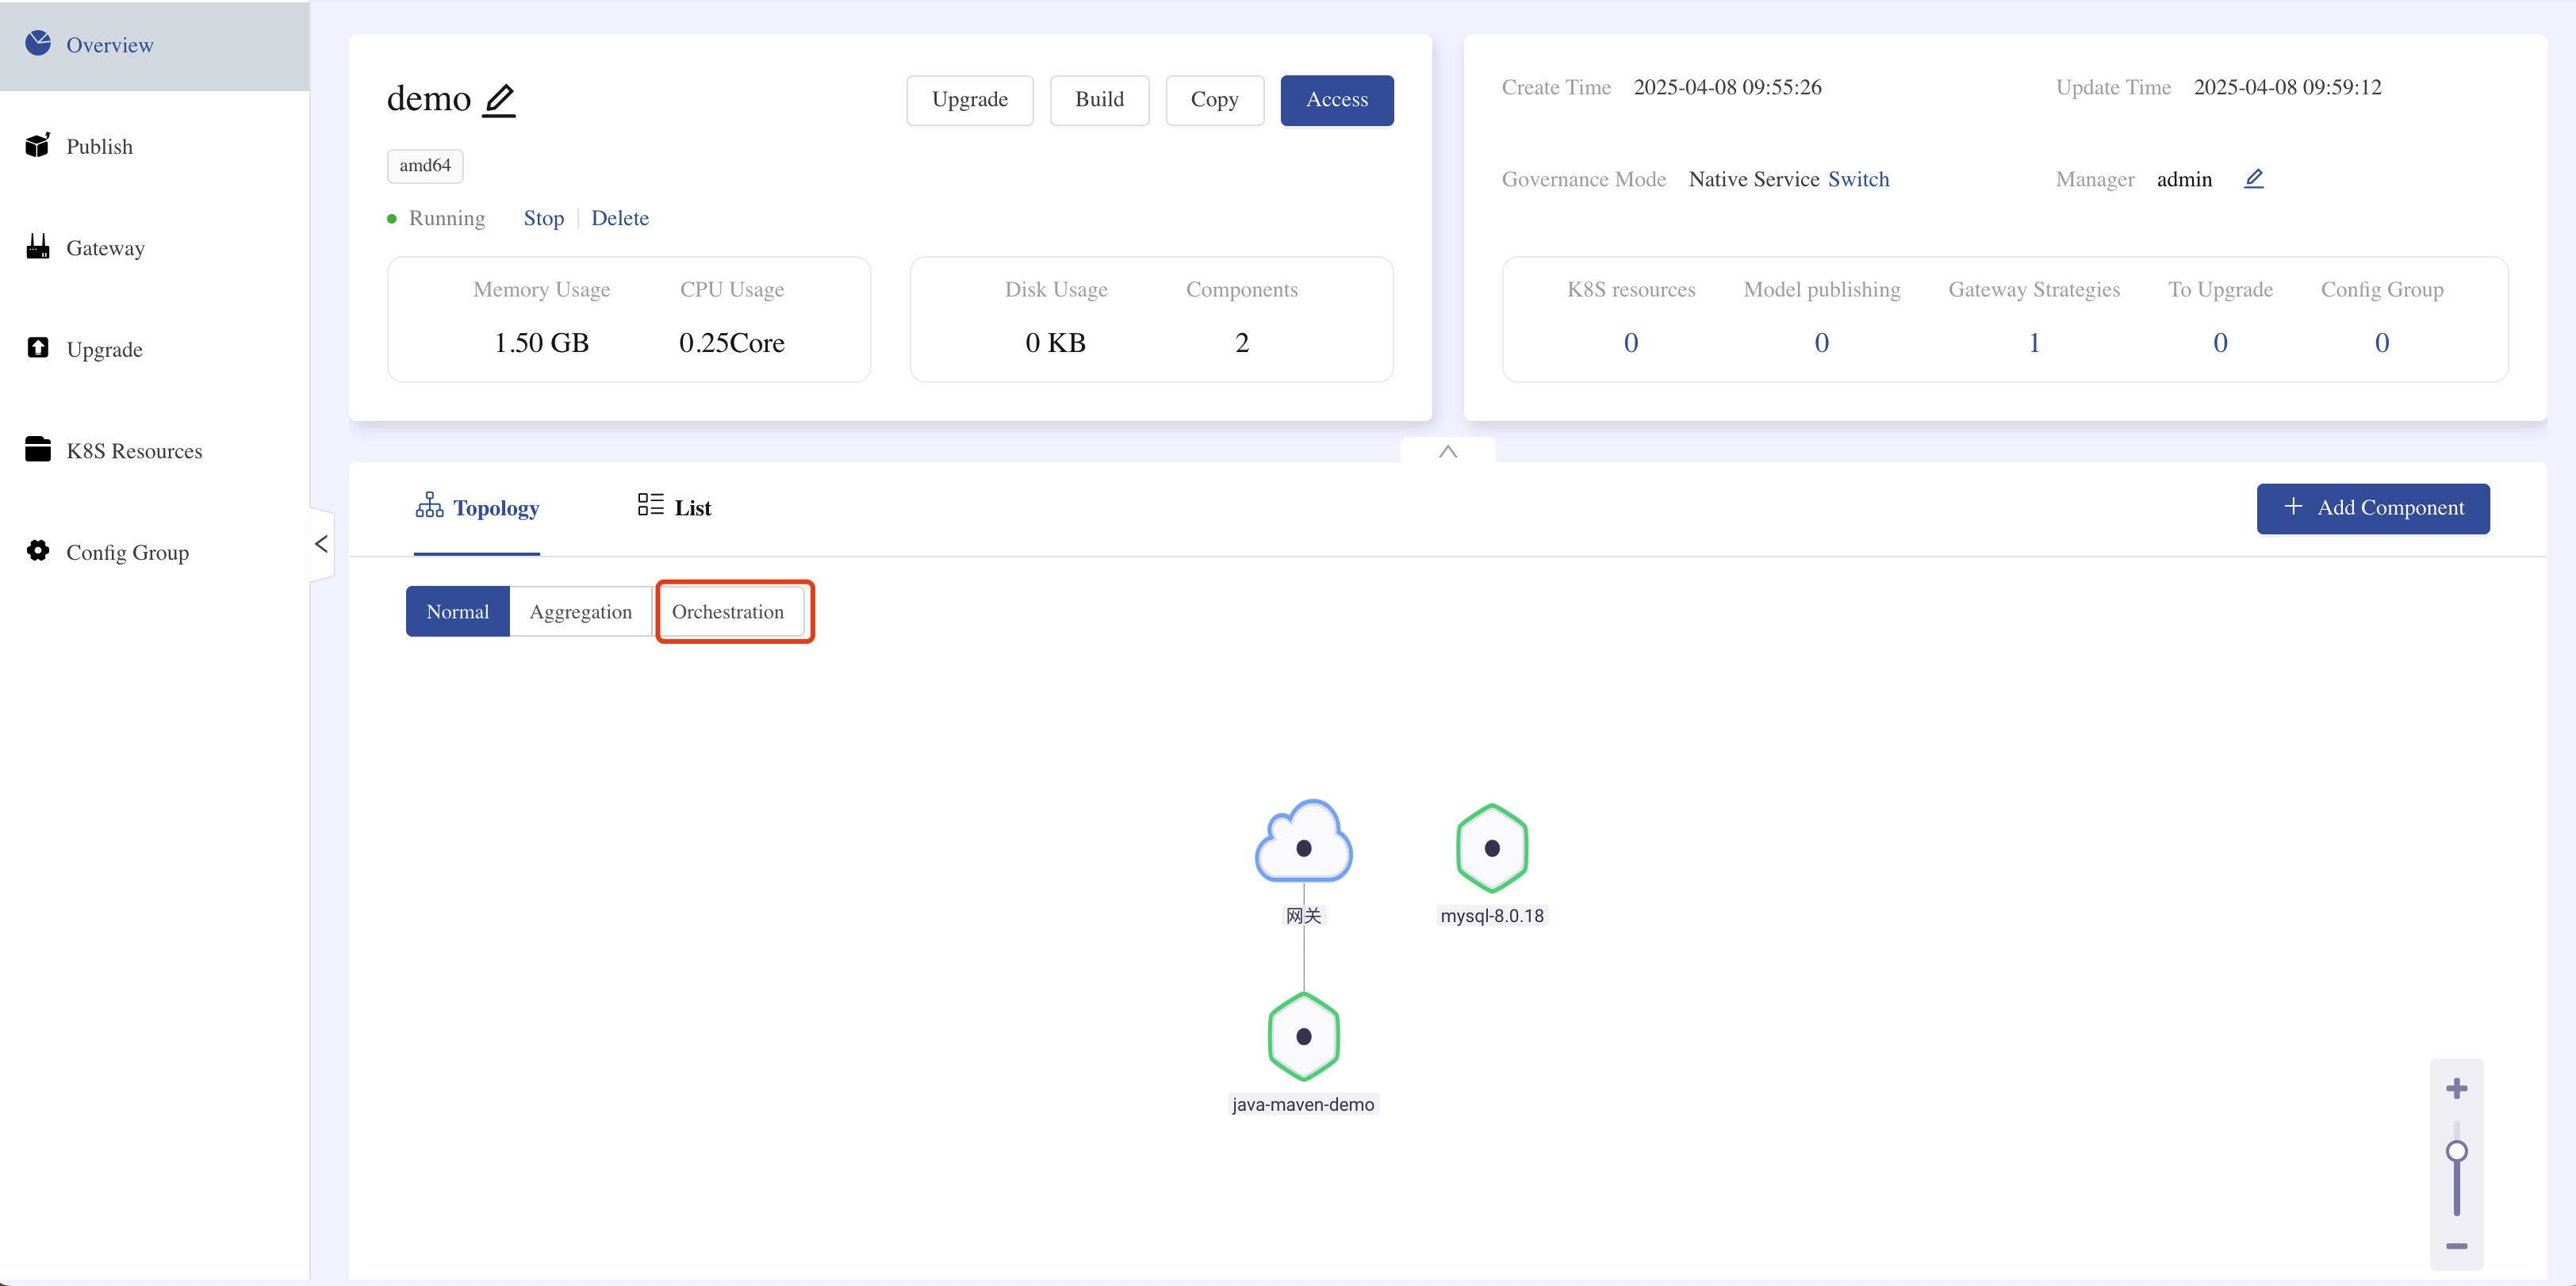 Overview
Publish
Gateway
Upgrade
K8S Resources
Config Group
demo
Upgrade
Build
Copy
Access
amd64
Running
Stop
Delete
Memory Usage
CPU Usage
1.50 GB
0.25Core
Disk Usage
Components
0 KB
2
Create Time 2025-04-08 09:55:26
Update Time 2025-04-08 09:59:12
Governance Mode Native Service Switch
Manager admin
K8S resources
Model publishing
Gateway Strategies
To Upgrade
Config Group
0
0
1
0
0
Topology
List
+ Add Component
Normal
Aggregation
Orchestration
网关
mysql-8.0.18
java-maven-demo